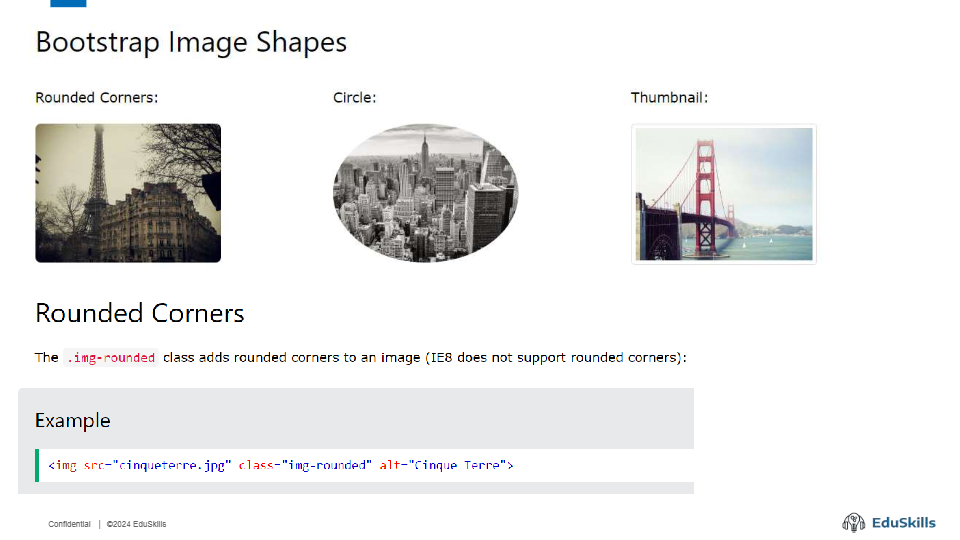 Bootstrap Image Shapes
Rounded Corners:
Circle:
Thumbnail:
Rounded Corners
The .img-rounded class adds rounded corners to an image (IE8 does not support rounded corners):
Example
<img src="cinqueterre.jpg" class="img-rounded" alt="Cinque Terre">
Confidential | ©2024 EduSkills
EduSkills